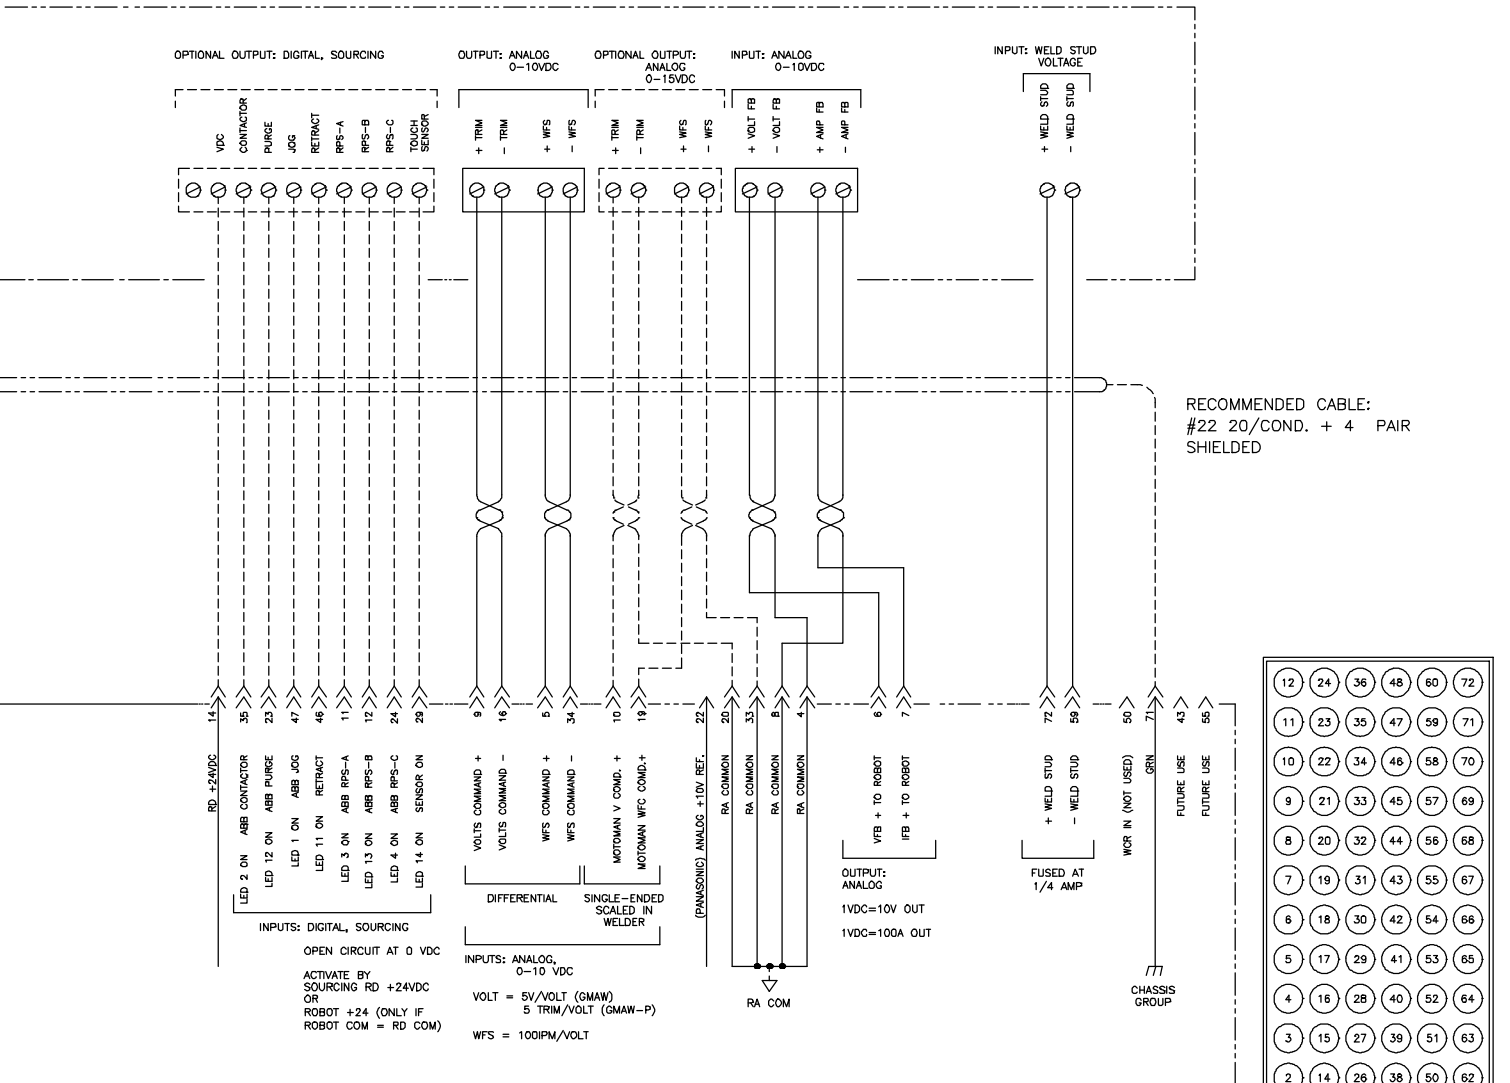 OPTIONAL OUTPUT: DIGITAL, SOURCING
OUTPUT: ANALOG
0-10VDC
OPTIONAL OUTPUT:
ANALOG
0-15VDC
INPUT: ANALOG
0-10VDC
INPUT: WELD STUD
VOLTAGE
VDC
CONTACTOR
PURGE
JOG
RETRACT
RPS-A
RPS-B
RPS-C
TOUCH
SENSOR
+ TRIM
- TRIM
+ WFS
- WFS
+ TRIM
- TRIM
+ WFS
- WFS
+ VOLT FB
- VOLT FB
+ AMP FB
- AMP FB
+ WELD STUD
- WELD STUD
RECOMMENDED CABLE:
#22 20/COND. + 4 PAIR
SHIELDED
14
35
23
47
46
11
12
24
29
9
16
5
34
10
19
22
20
33
8
4
6
7
72
59
50
71
43
55
RD +24VDC
LED 2 ON ABB CONTACTOR
LED 12 ON ABB PURGE
LED 1 ON ABB JOG
LED 11 ON RETRACT
LED 3 ON ABB RPS-A
LED 13 ON ABB RPS-B
LED 4 ON ABB RPS-C
LED 14 ON SENSOR ON
VOLTS COMMAND +
VOLTS COMMAND -
WFS COMMAND +
WFS COMMAND -
MOTOMAN V COMD. +
MOTOMAN WFC COMD.+
(PANASONIC) ANALOG +10V REF.
RA COMMON
RA COMMON
RA COMMON
RA COMMON
VFB + TO ROBOT
IFB + TO ROBOT
+ WELD STUD
- WELD STUD
WCR IN (NOT USED)
GRN
FUTURE USE
FUTURE USE
INPUTS: DIGITAL, SOURCING
OPEN CIRCUIT AT 0 VDC
ACTIVATE BY
SOURCING RD +24VDC
OR
ROBOT +24 (ONLY IF
ROBOT COM = RD COM)
DIFFERENTIAL
SINGLE-ENDED
SCALED IN
WELDER
INPUTS: ANALOG,
0-10 VDC
VOLT = 5V/VOLT (GMAW)
5 TRIM/VOLT (GMAW-P)
WFS = 100IPM/VOLT
RA COM
OUTPUT:
ANALOG
1VDC=10V OUT
1VDC=100A OUT
FUSED AT
1/4 AMP
CHASSIS
GROUP
12 24 36 48 60 72
11 23 35 47 59 71
10 22 34 46 58 70
9 21 33 45 57 69
8 20 32 44 56 68
7 19 31 43 55 67
6 18 30 42 54 66
5 17 29 41 53 65
4 16 28 40 52 64
3 15 27 39 51 63
2 14 26 38 50 62